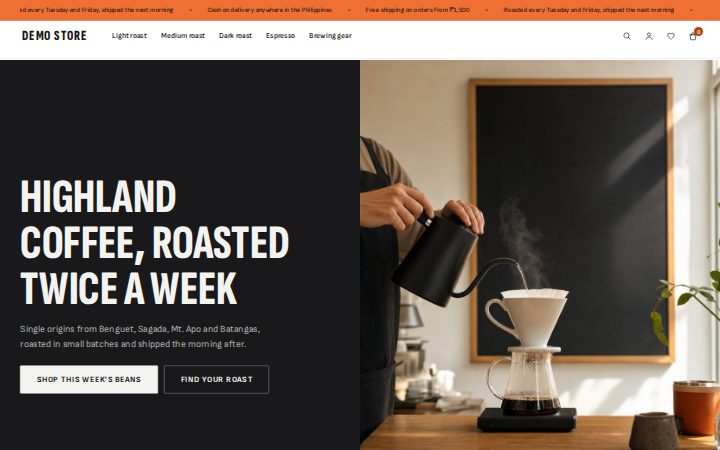 ed every Tuesday and Friday, shipped the next morning • Cash on delivery anywhere in the Philippines • Free shipping on orders from ₱1,500 • Roasted every Tuesday and Friday, shipped the next morning •
DEMO STORE Light roast Medium roast Dark roast Espresso Brewing gear 0
HIGHLAND
COFFEE, ROASTED
TWICE A WEEK
Single origins from Benguet, Sagada, Mt. Apo and Batangas,
roasted in small batches and shipped the morning after.
SHOP THIS WEEK'S BEANS FIND YOUR ROAST